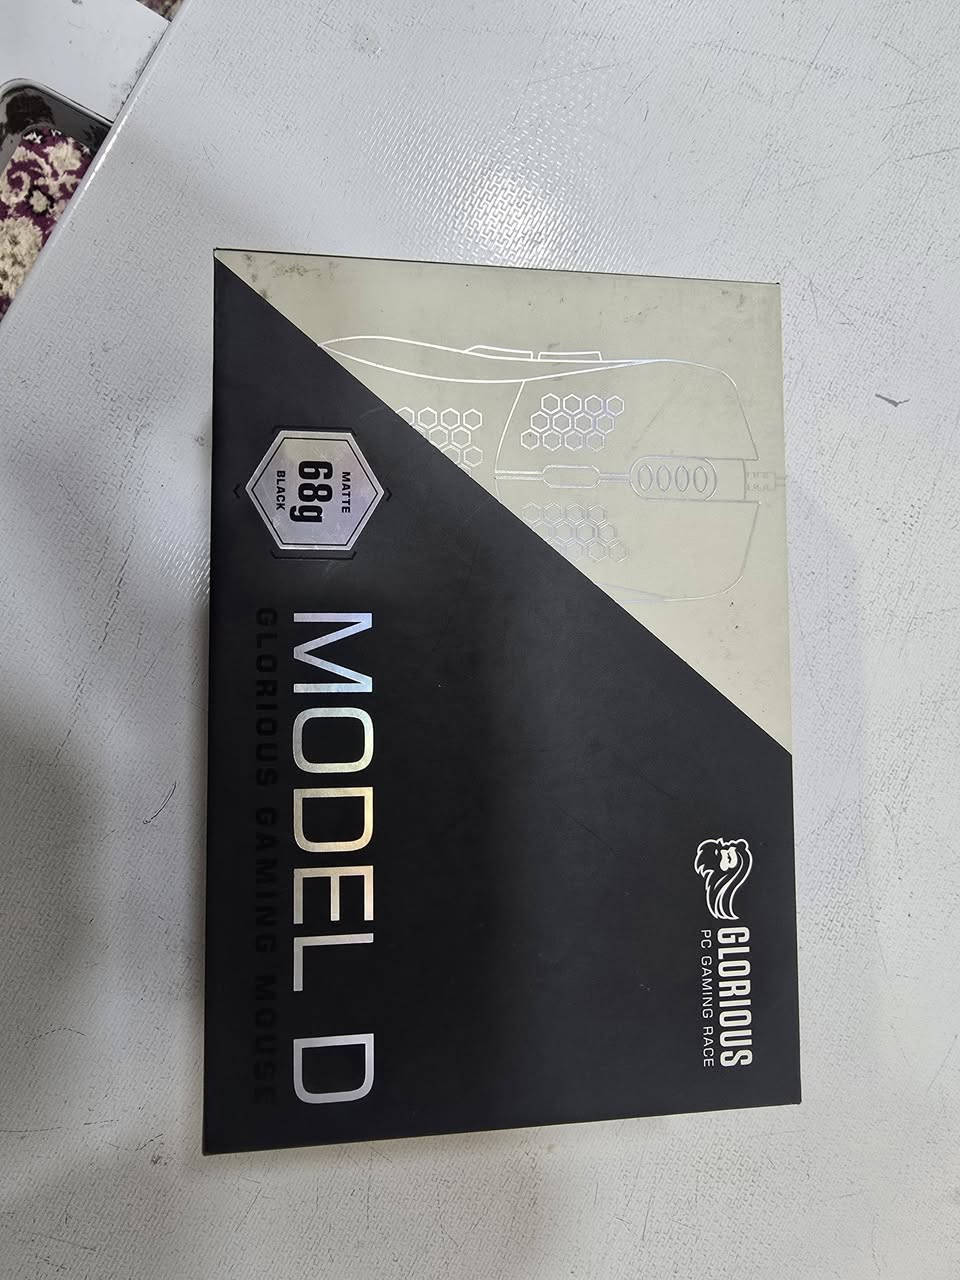 GLORIOUS
PC GAMING RACE
MATTE
68g
BLACK
MODEL D
GLORIOUS GAMING MOUSE